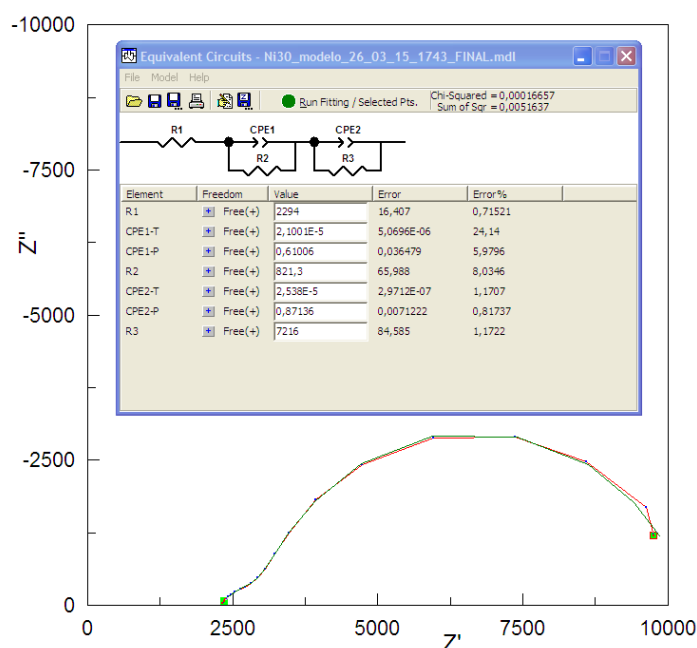 -10000
Equivalent Circuits - Ni30_modelo_26_03_15_1743_FINAL.mdl
File Model Help
Run Fitting / Selected Pts. Chi-Squared =0,00016657
Sum of Sqr =0,0051637
R1 CPE1 CPE2
R2 R3
Element Freedom Value Error Error%
R1 + Free(+) 2294 16,407 0,71521
CPE1-T + Free(+) 2,1001E-5 5,0696E-06 24,14
CPE1-P + Free(+) 0,61006 0,036479 5,9796
R2 + Free(+) 821,3 65,988 8,0346
CPE2-T + Free(+) 2,538E-5 2,9712E-07 1,1707
CPE2-P + Free(+) 0,87136 0,0071222 0,81737
R3 + Free(+) 7216 84,585 1,1722
-7500
Z''
-5000
-2500
0
0 2500 5000 7500 10000
Z'